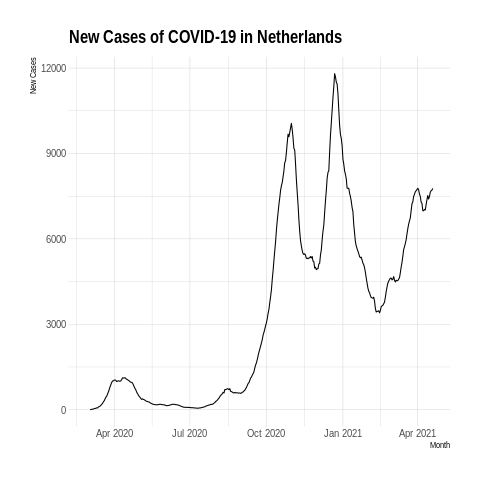 New Cases of COVID-19 in Netherlands
New Cases
12000
9000
6000
3000
0
Apr 2020 Jul 2020 Oct 2020 Jan 2021 Apr 2021
Month